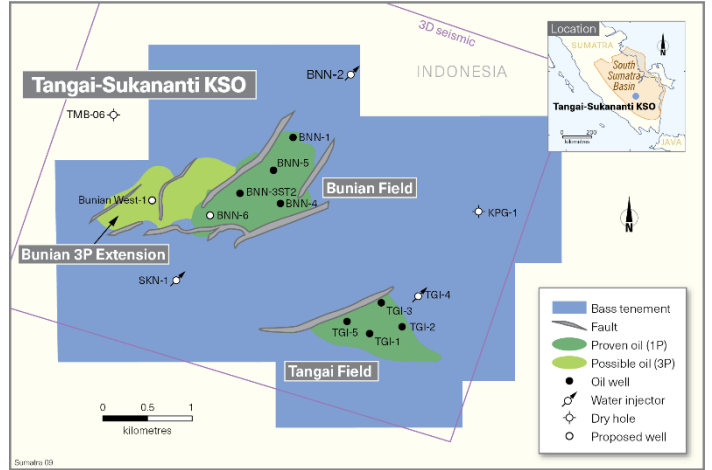 3D seismic
INDONESIA
Location
N
SUMATRA
South
Sumatra
Basin
Tangai-Sukananti KSO
0 200
kilometres
JAVA
Tangai-Sukananti KSO
BNN-2
TMB-06
BNN-1
BNN-5
Bunian Field
BNN-3ST2
BNN-4
Bunian West-1
BNN-6
KPG-1
N
Bunian 3P Extension
SKN-1
TGI-4
TGI-3
TGI-5
TGI-2
TGI-1
Tangai Field
Bass tenement
Fault
Proven oil (1P)
Possible oil (3P)
Oil well
Water injector
Dry hole
Proposed well
0 0.5 1
kilometres
Sumatra 09